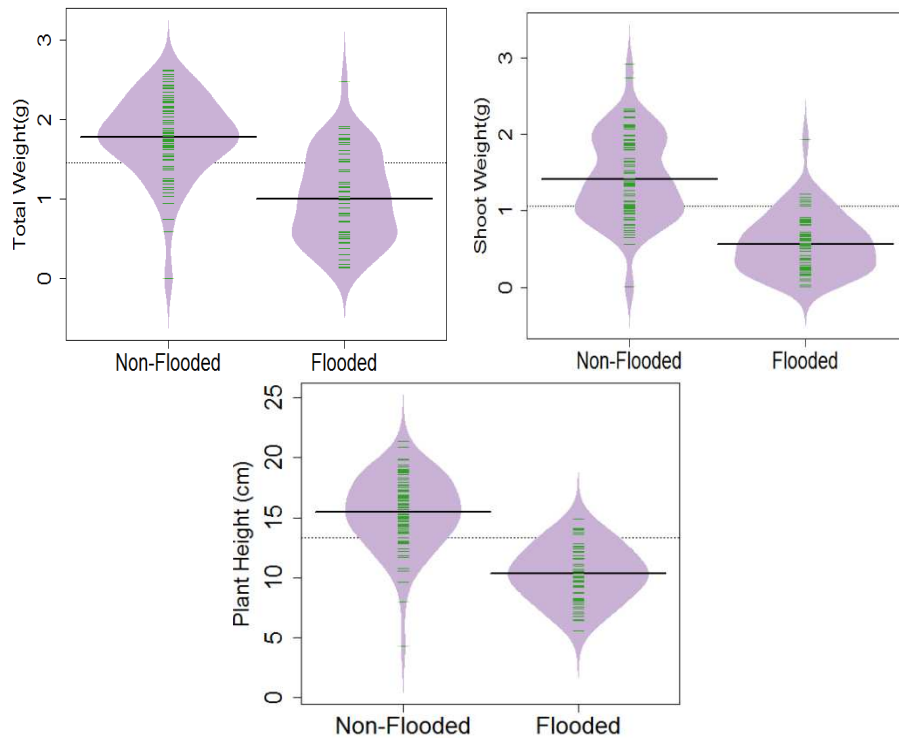 Total Weight(g)
3
2
1
0
Non-Flooded Flooded
Shoot Weight(g)
3
2
1
0
Non-Flooded Flooded
Plant Height (cm)
25
20
15
10
5
0
Non-Flooded Flooded